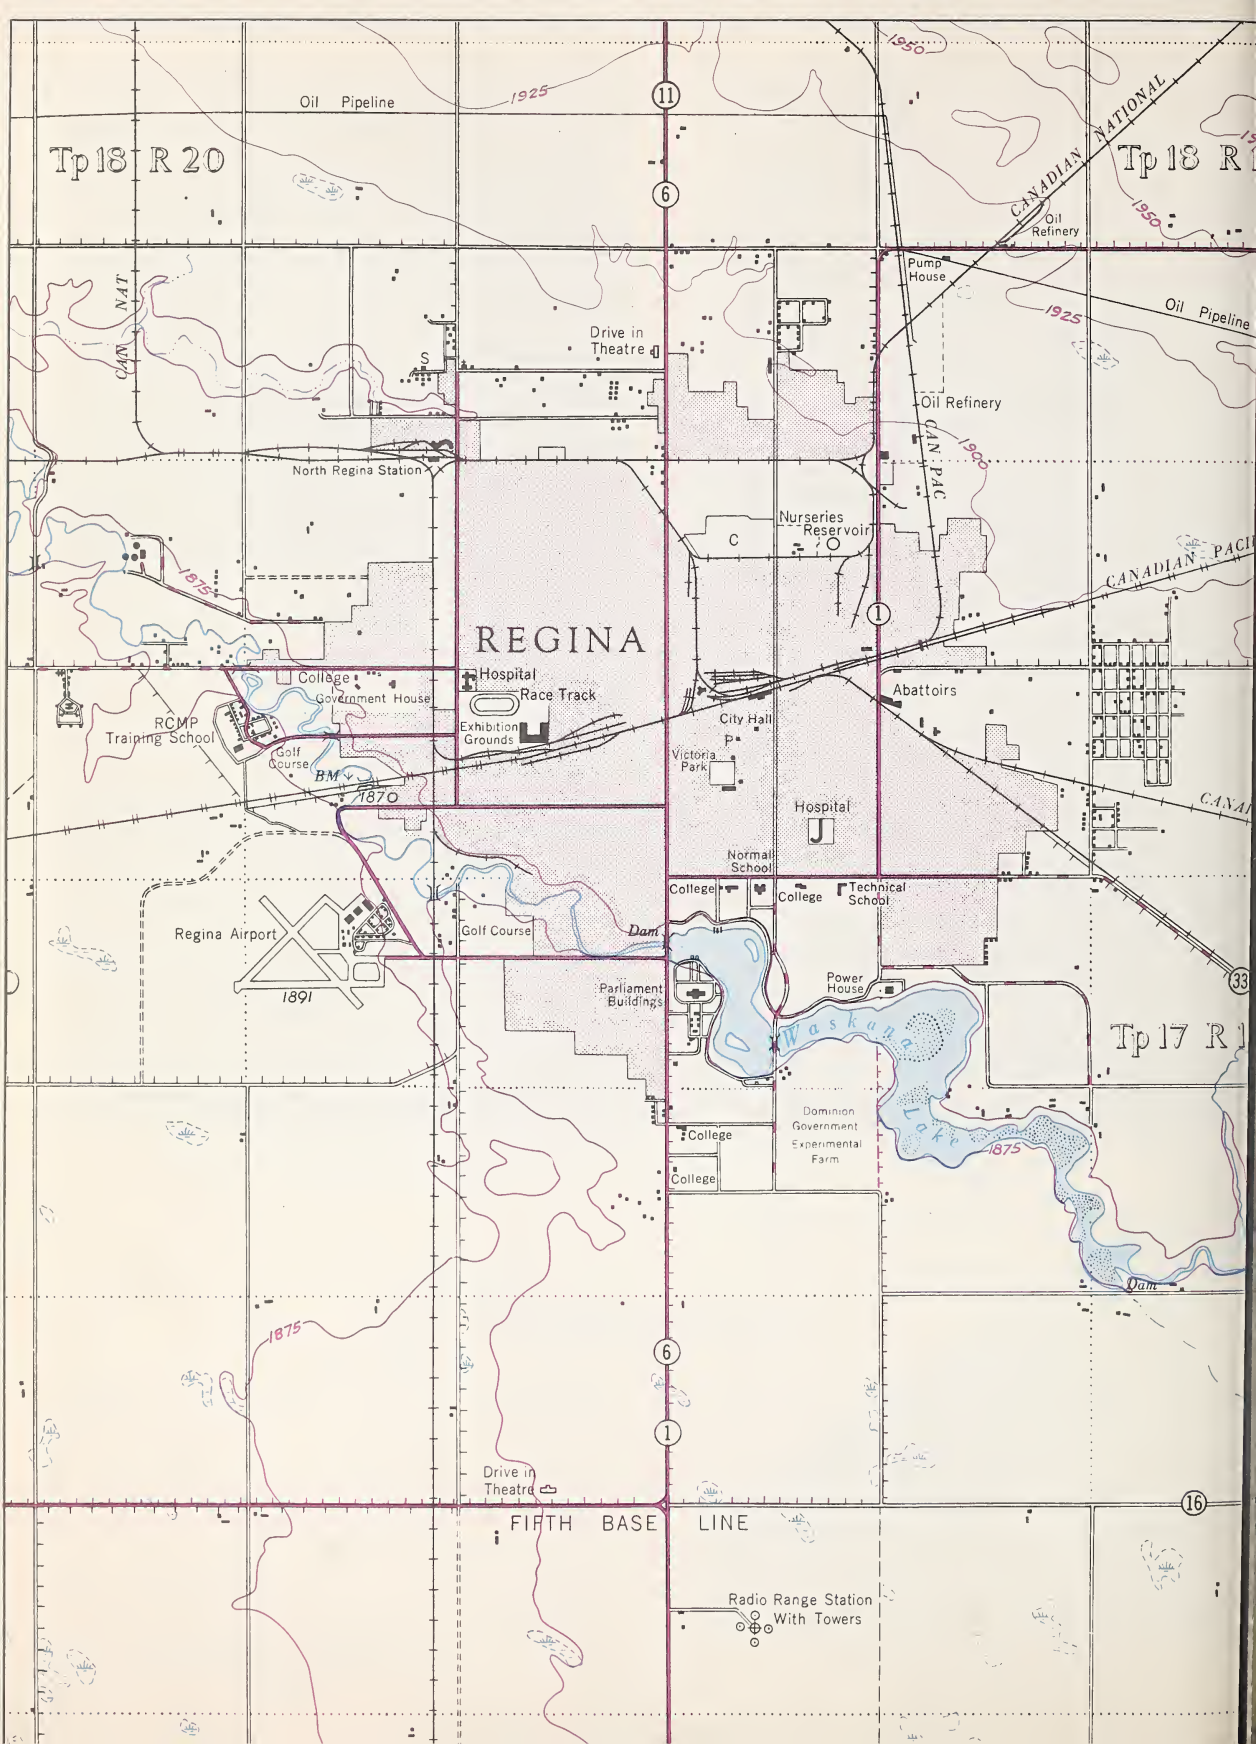 1950
Oil Pipeline
1925
11
CANADIAN NATIONAL
Tp 18 R 20
Tp 18 R
6
1950
Oil
Refinery
Pump
House
CAN NAT
1925
Oil Pipeline
Drive in
Theatre
S
Oil Refinery
CAN PAC
1900
North Regina Station
Nurseries
Reservoir
C
1875
CANADIAN PACI
1
REGINA
College
Hospital
Government House
Race Track
Abattoirs
RCMP
Training School
Exhibition
Grounds
City Hall
P
Golf
Course
Victoria
Park
BM
1870
CANA
Hospital
J
Normal
School
College
College
Technical
School
Regina Airport
Golf Course
Dam
33
1891
Parliament
Buildings
Power
House
Waskana
Lake
Tp 17 R 1
Dominion
Government
Experimental
Farm
College
1875
College
Dam
1875
6
1
Drive in
Theatre
16
FIFTH BASE LINE
Radio Range Station
With Towers